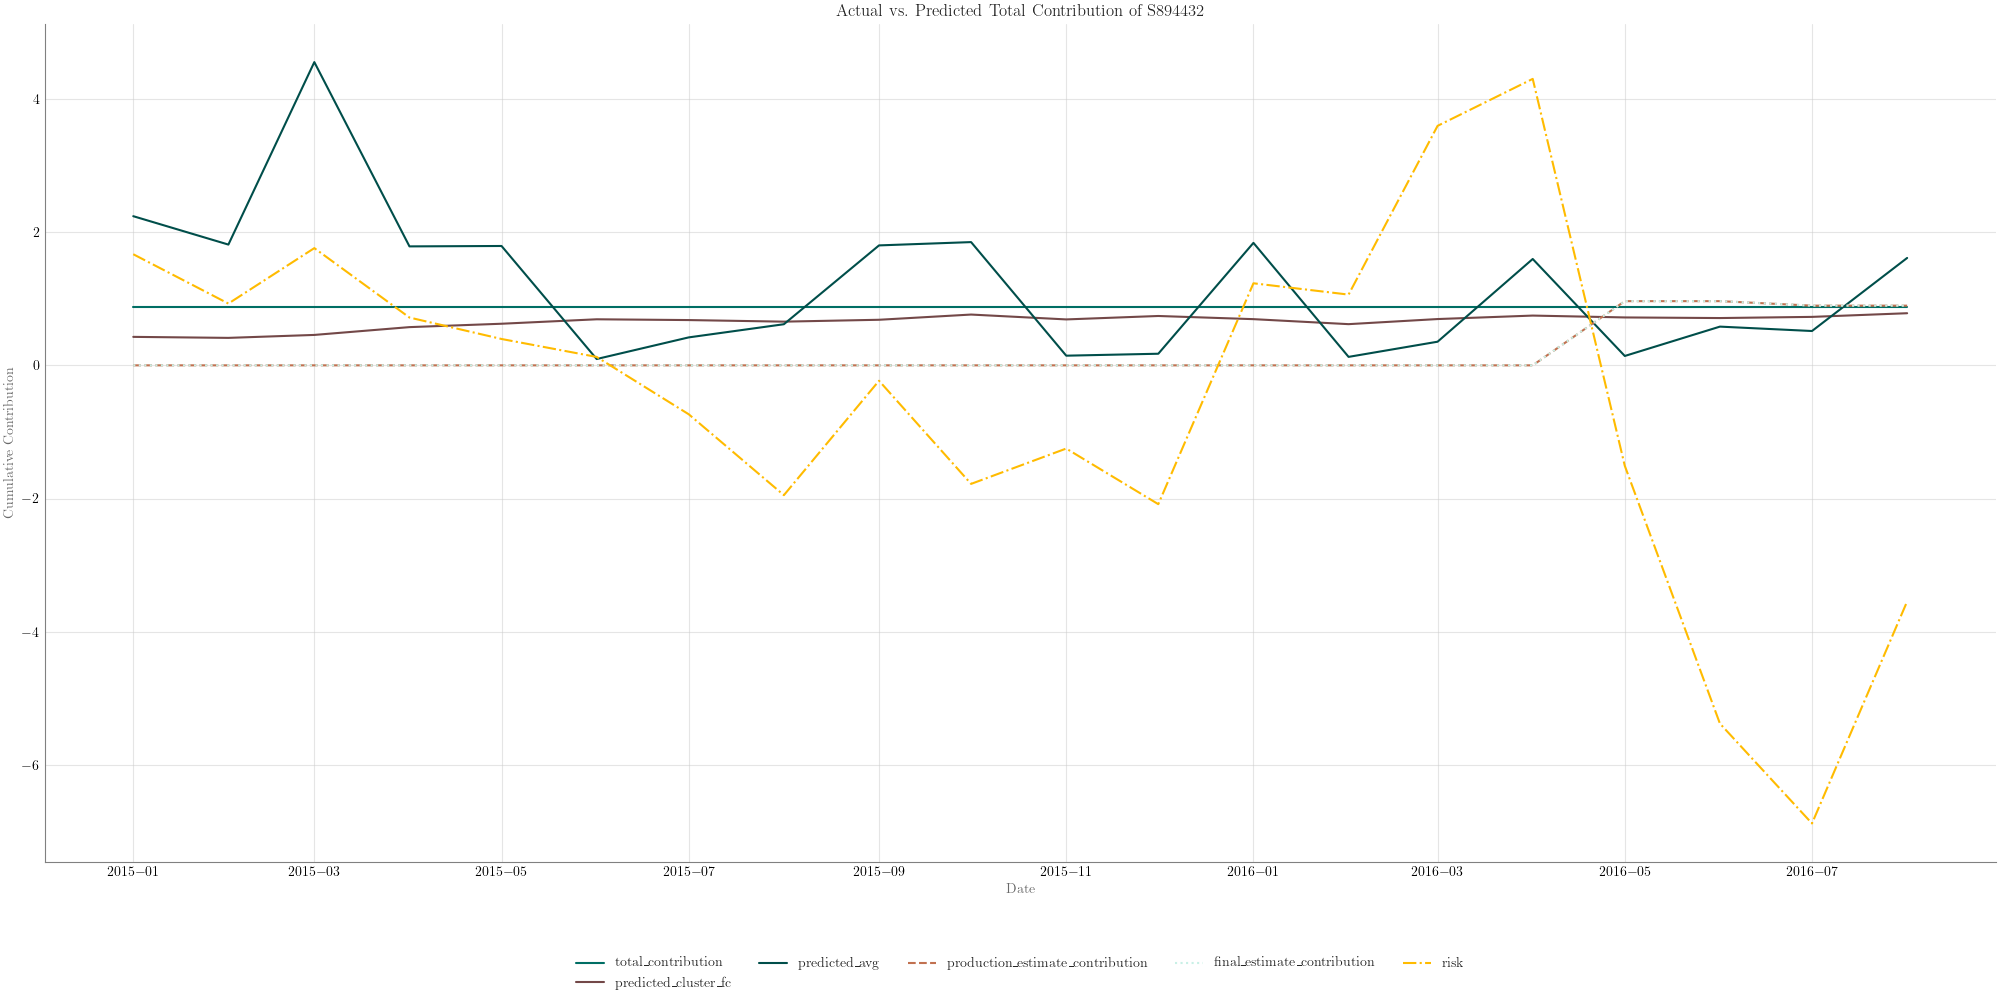 Actual vs. Predicted Total Contribution of S894432
Cumulative Contribution
4
2
0
−2
−4
−6
2015−01
2015−03
2015−05
2015−07
2015−09
2015−11
2016−01
2016−03
2016−05
2016−07
Date
total_contribution
predicted_avg
production_estimate_contribution
final_estimate_contribution
risk
predicted_cluster_fc